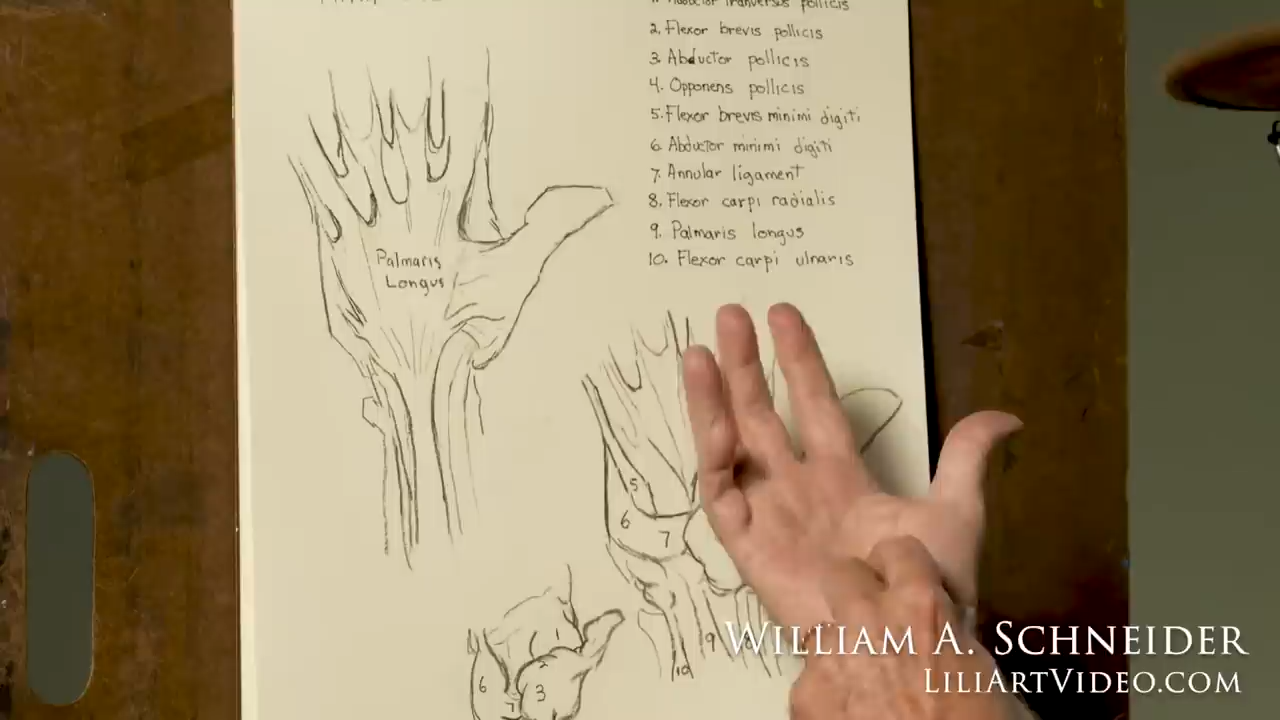 pollicis
2. Flexor brevis pollicis
3. Abductor pollicis
4. Opponens pollicis
5. Flexor brevis minimi digiti
6. Abductor minimi digiti
7. Annular ligament
8. Flexor carpi radialis
9. Palmaris longus
10. Flexor carpi ulnaris
Palmaris
Longus
5
6
7
9
10
1
6
3
WILLIAM A. SCHNEIDER
LILIARTVIDEO.COM